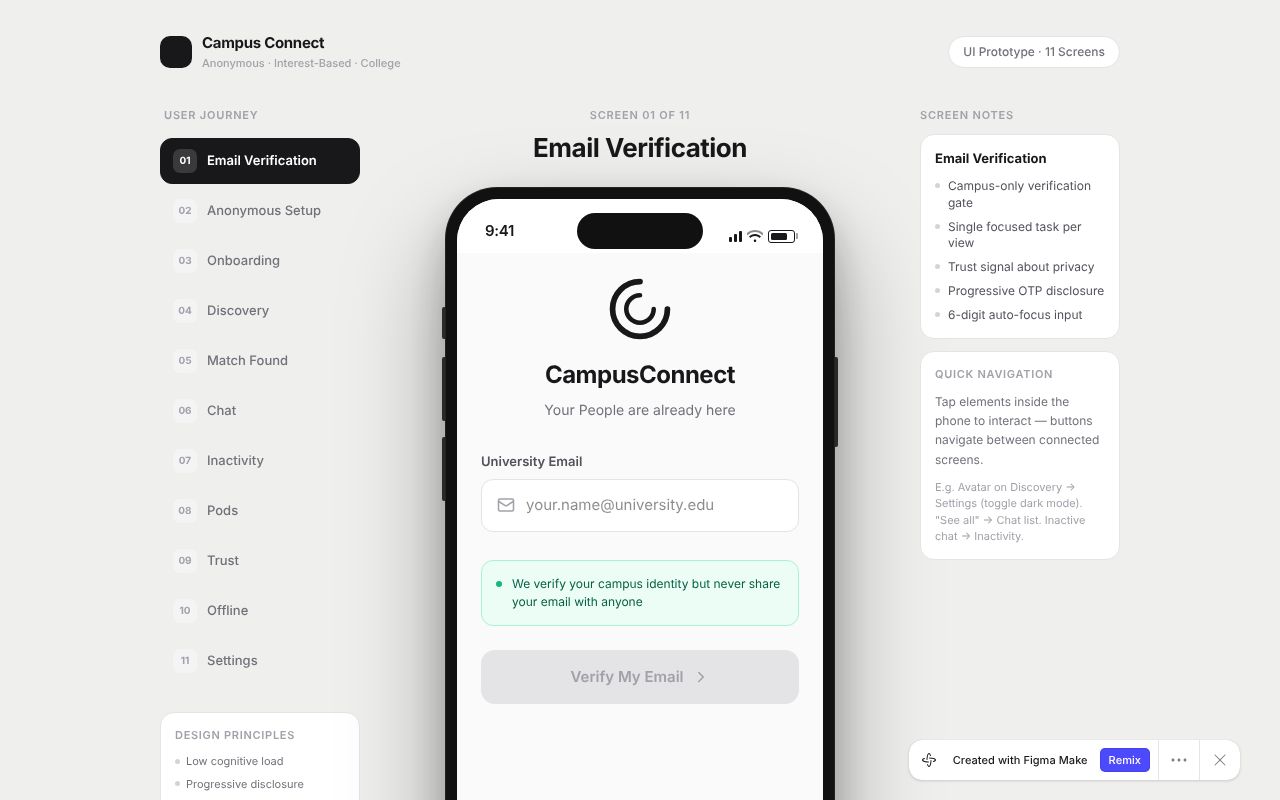 Campus Connect
Anonymous · Interest-Based · College
UI Prototype · 11 Screens
USER JOURNEY
01 Email Verification
02 Anonymous Setup
03 Onboarding
04 Discovery
05 Match Found
06 Chat
07 Inactivity
08 Pods
09 Trust
10 Offline
11 Settings
DESIGN PRINCIPLES
Low cognitive load
Progressive disclosure
SCREEN 01 OF 11
Email Verification
9:41
CampusConnect
Your People are already here
University Email
your.name@university.edu
We verify your campus identity but never share
your email with anyone
Verify My Email
SCREEN NOTES
Email Verification
Campus-only verification
gate
Single focused task per
view
Trust signal about privacy
Progressive OTP disclosure
6-digit auto-focus input
QUICK NAVIGATION
Tap elements inside the
phone to interact — buttons
navigate between connected
screens.
E.g. Avatar on Discovery →
Settings (toggle dark mode).
"See all" → Chat list. Inactive
chat → Inactivity.
Created with Figma Make
Remix